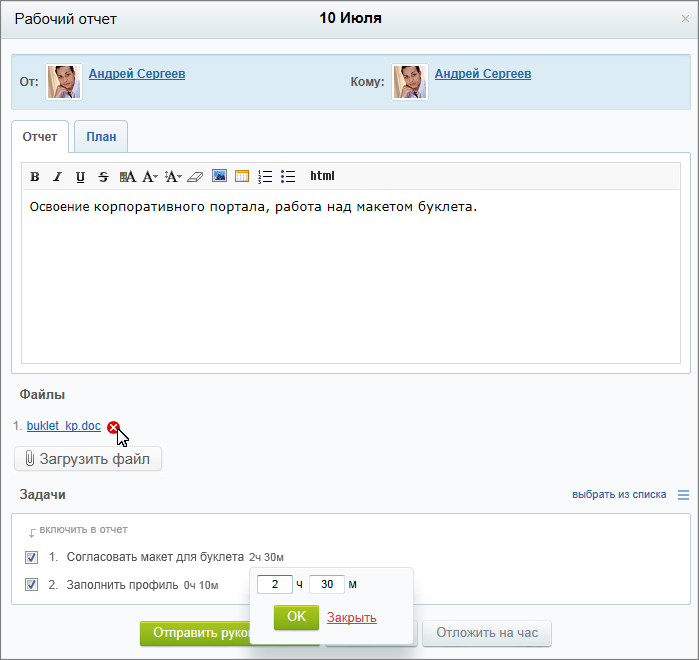 Рабочий отчет
10 Июля
От: Андрей Сергеев
Кому: Андрей Сергеев
Отчет
План
B I U S A A A html
Освоение корпоративного портала, работа над макетом буклета.
Файлы
1. buklet_kp.doc
Загрузить файл
Задачи
выбрать из списка
включить в отчет
1. Согласовать макет для буклета 2ч 30м
2. Заполнить профиль 0ч 10м
2 ч 30 м
OK Закрыть
Отправить руко
Отложить на час